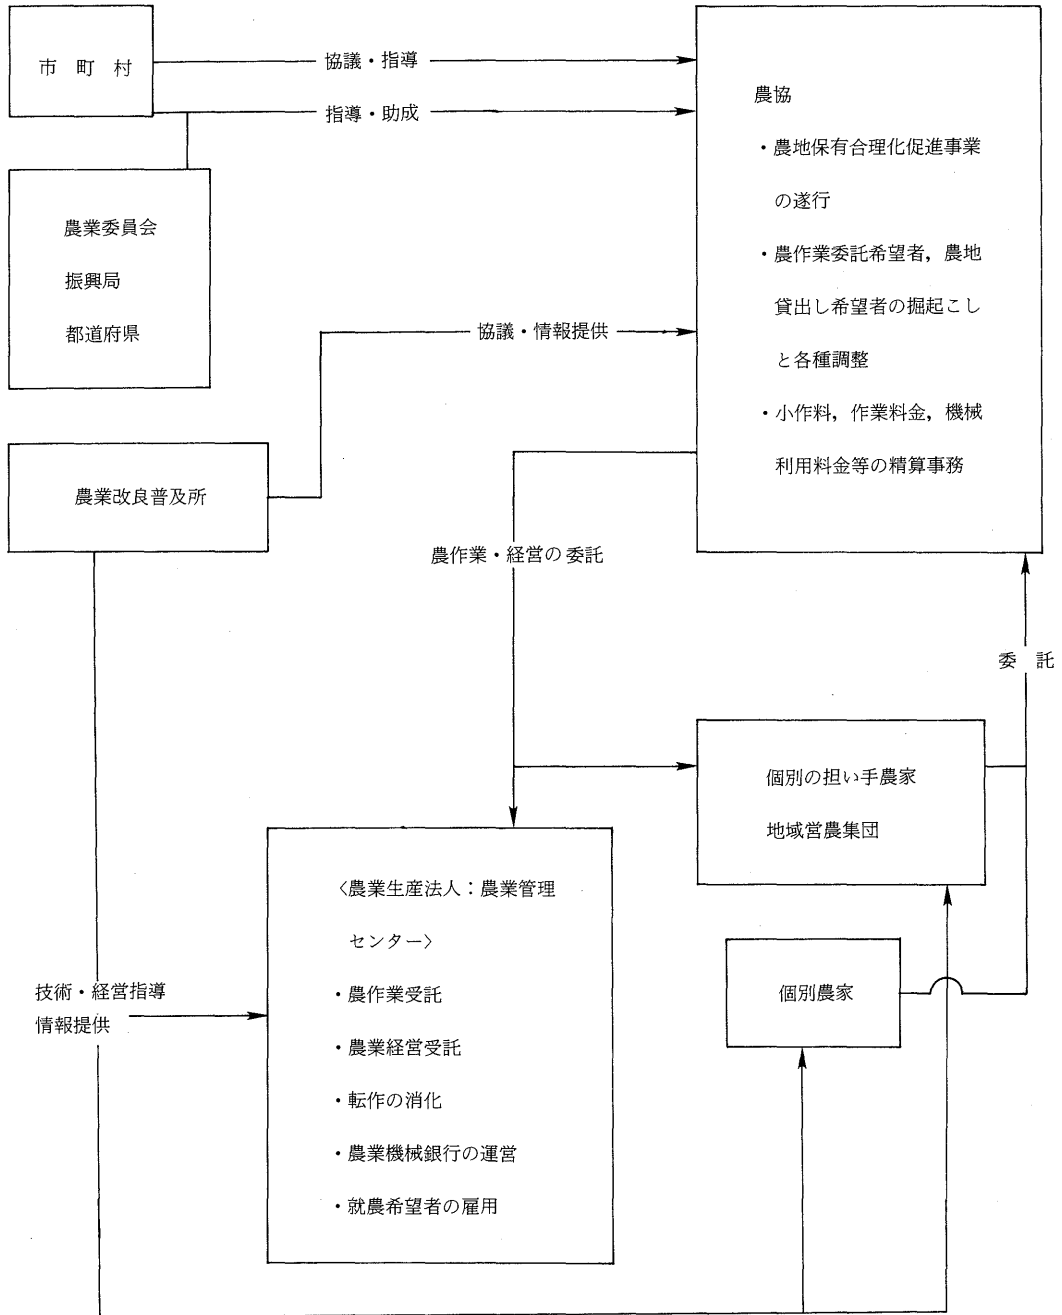 市 町 村
協議・指導
指導・助成
農業委員会
振興局
都道府県
農協
・農地保有合理化促進事業
の遂行
・農作業委託希望者，農地
貸出し希望者の掘起こし
と各種調整
・小作料，作業料金，機械
利用料金等の精算事務
協議・情報提供
農業改良普及所
農作業・経営の委託
委 託
個別の担い手農家
地域営農集団
〈農業生産法人：農業管理
センター〉
・農作業受託
・農業経営受託
・転作の消化
・農業機械銀行の運営
・就農希望者の雇用
個別農家
技術・経営指導
情報提供